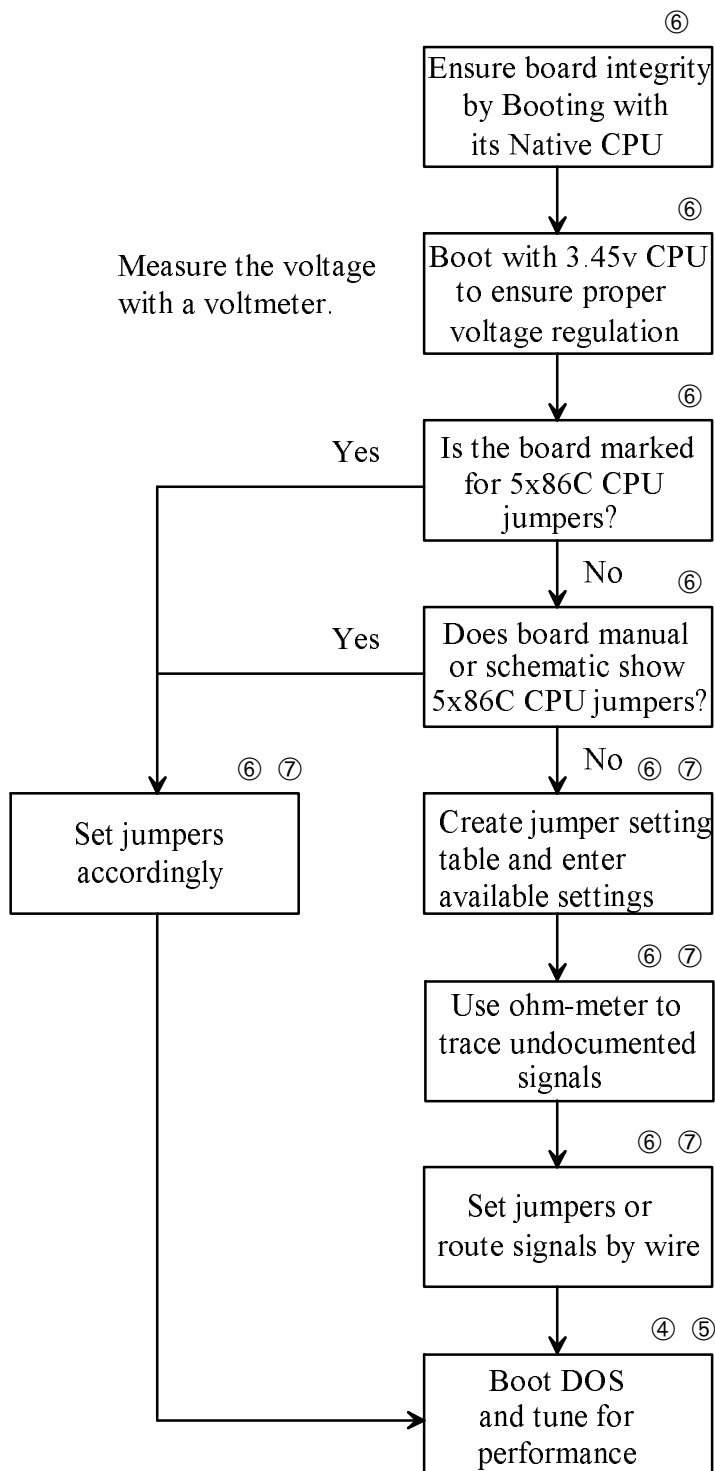 ⑥
Ensure board integrity
by Booting with
its Native CPU
⑥
Measure the voltage
with a voltmeter.
Boot with 3.45v CPU
to ensure proper
voltage regulation
⑥
Yes
Is the board marked
for 5x86C CPU
jumpers?
No
⑥
Yes
Does board manual
or schematic show
5x86C CPU jumpers?
No
⑥ ⑦
⑥ ⑦
Set jumpers
accordingly
Create jumper setting
table and enter
available settings
⑥ ⑦
Use ohm-meter to
trace undocumented
signals
⑥ ⑦
Set jumpers or
route signals by wire
④ ⑤
Boot DOS
and tune for
performance